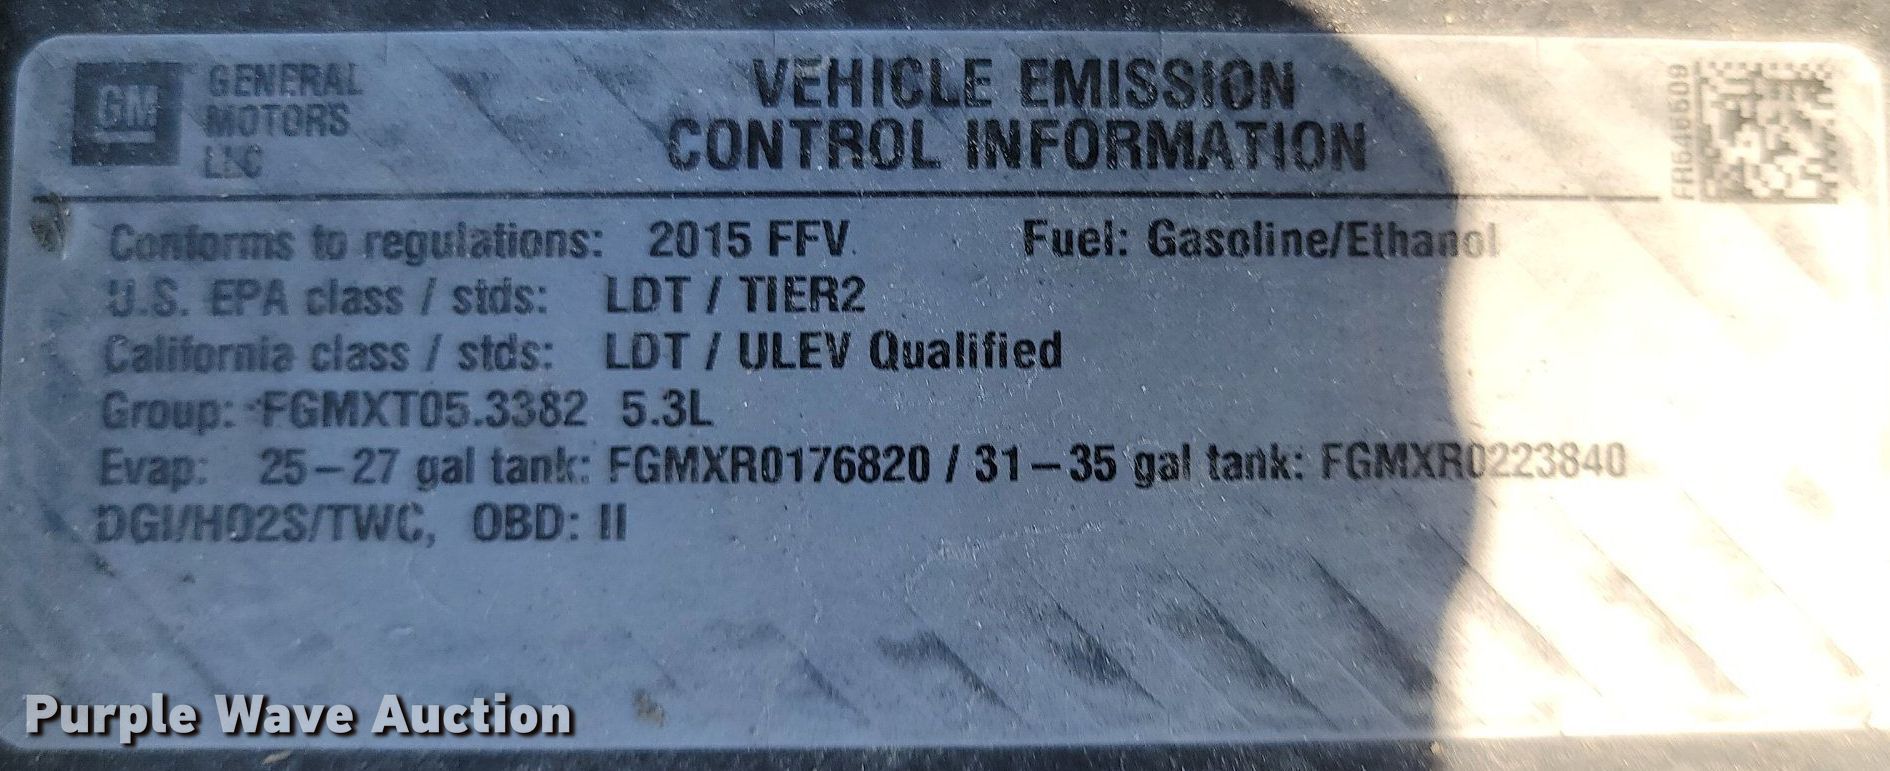 GM
GENERAL
MOTORS
LLC
VEHICLE EMISSION
CONTROL INFORMATION
Conforms to regulations: 2015 FFV Fuel: Gasoline/Ethanol
U.S. EPA class / stds: LDT / TIER2
California class / stds: LDT / ULEV Qualified
Group: FGMXT05.3382 5.3L
Evap: 25-27 gal tank: FGMXR0176820 / 31-35 gal tank: FGMXR0223840
DGI/HO2S/TWC, OBD: II
Purple Wave Auction